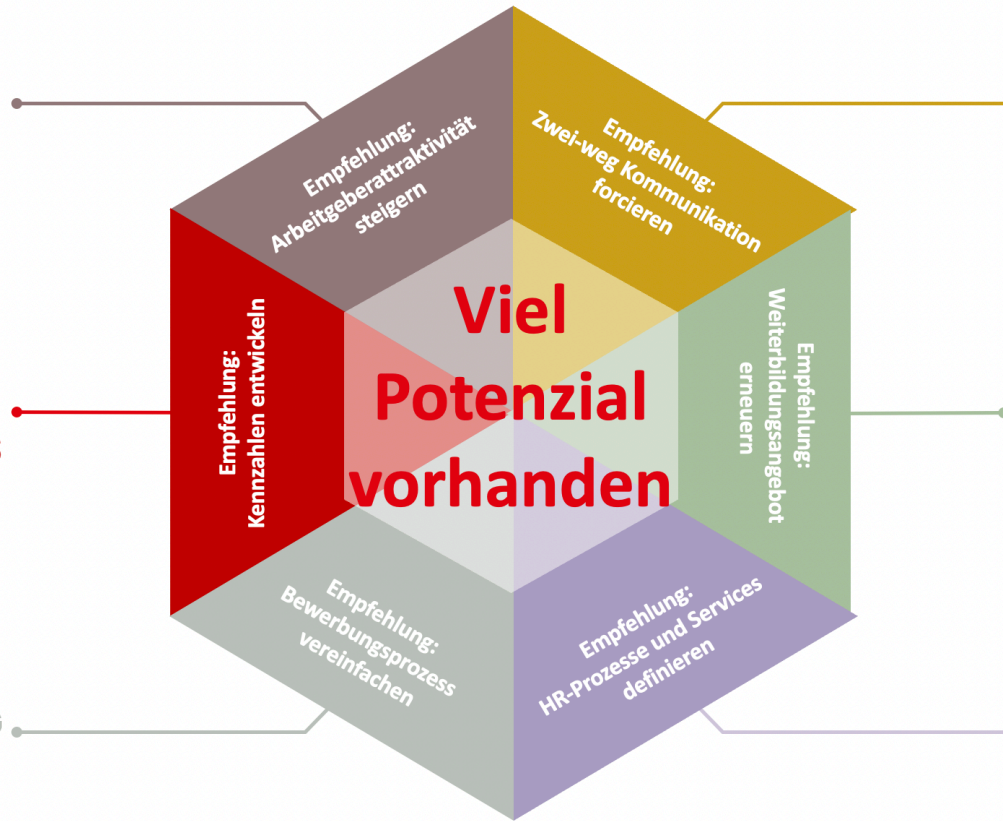 Empfehlung:
Arbeitgeberattraktivität
steigern
Empfehlung:
Zwei-weg Kommunikation
forcieren
Empfehlung:
Weiterbildungsangebot
erneuern
Empfehlung:
HR-Prozesse und Services
definieren
Empfehlung:
Bewerbungsprozess
vereinfachen
Empfehlung:
Kennzahlen entwickeln
Viel
Potenzial
vorhanden